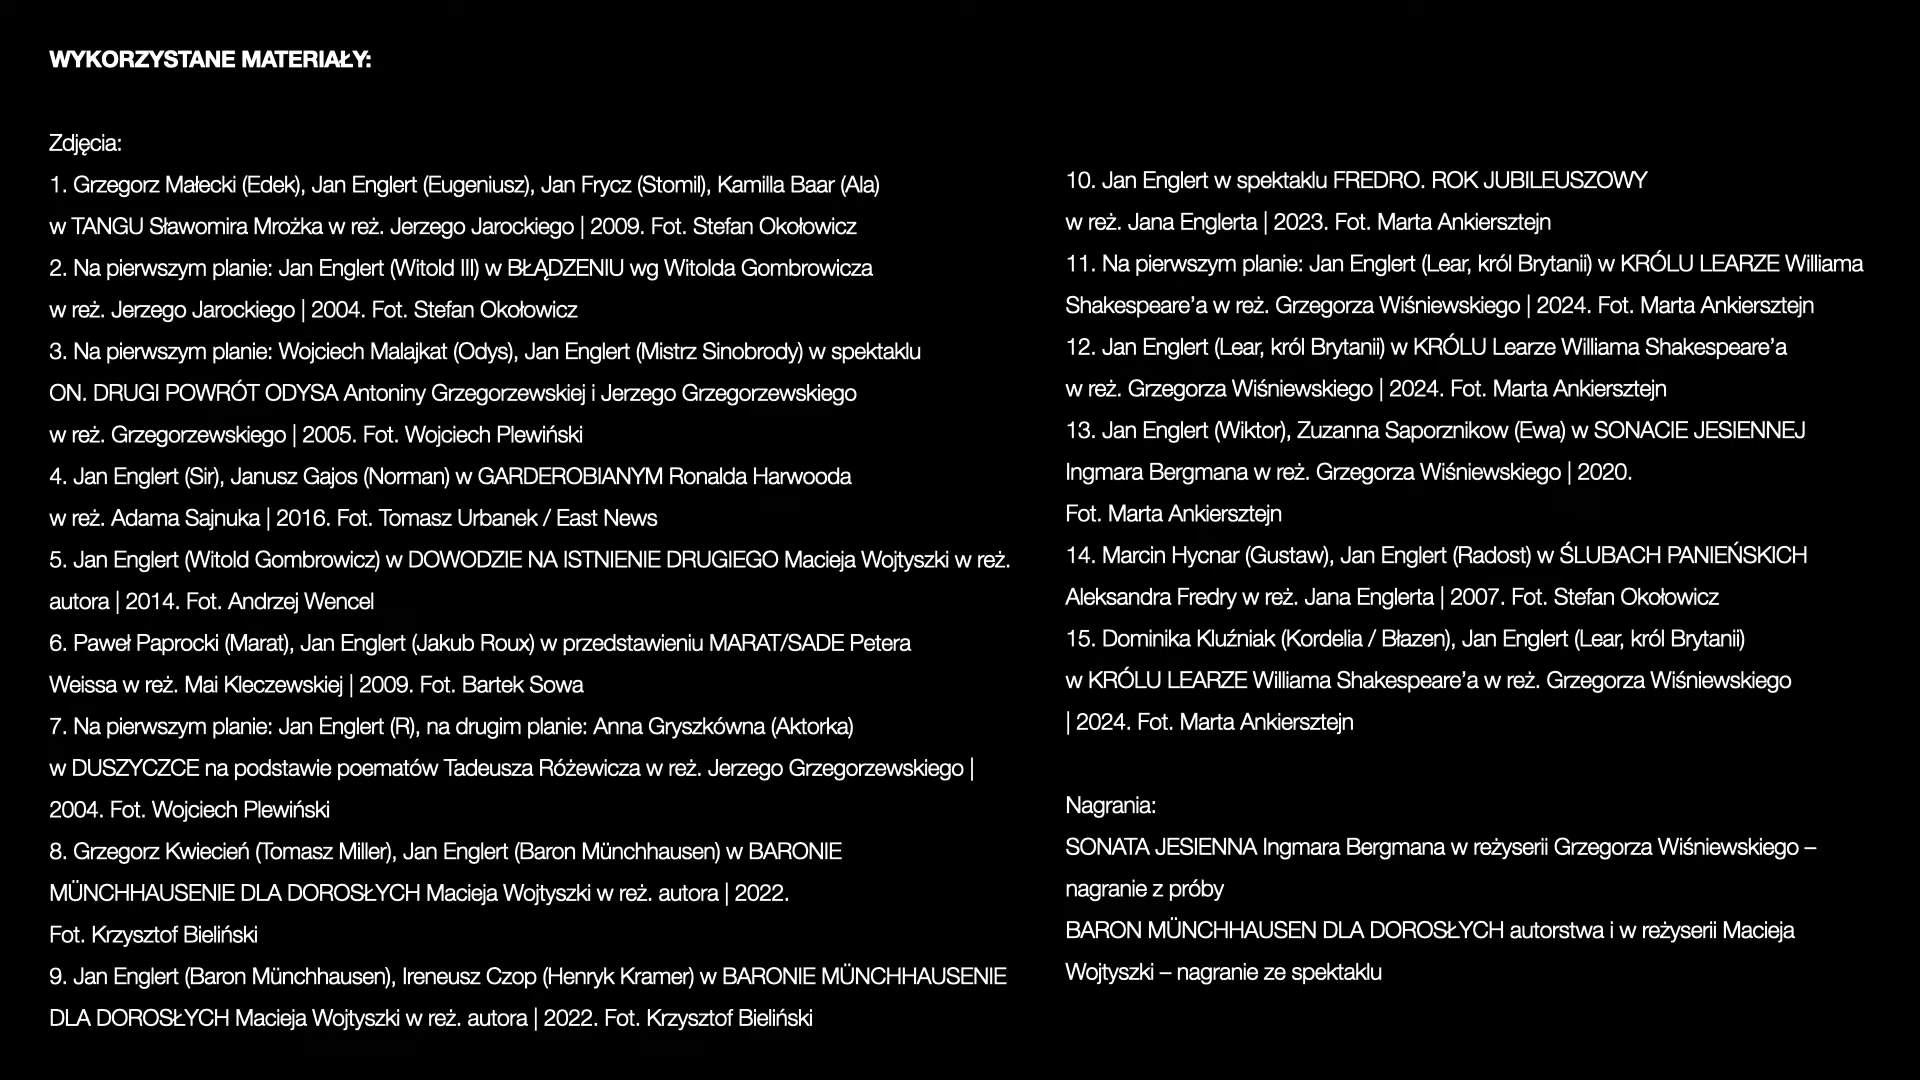 WYKORZYSTANE MATERIAŁY:
Zdjęcia:
1. Grzegorz Małecki (Edek), Jan Englert (Eugeniusz), Jan Frycz (Stomil), Kamilla Baar (Ala)
w TANGU Sławomira Mrożka w reż. Jerzego Jarockiego | 2009. Fot. Stefan Okołowicz
2. Na pierwszym planie: Jan Englert (Witold III) w BŁĄDZENIU wg Witolda Gombrowicza
w reż. Jerzego Jarockiego | 2004. Fot. Stefan Okołowicz
3. Na pierwszym planie: Wojciech Malajkat (Odys), Jan Englert (Mistrz Sinobrody) w spektaklu
ON. DRUGI POWRÓT ODYSA Antoniny Grzegorzewskiej i Jerzego Grzegorzewskiego
w reż. Grzegorzewskiego | 2005. Fot. Wojciech Plewiński
4. Jan Englert (Sir), Janusz Gajos (Norman) w GARDEROBIANYM Ronalda Harwooda
w reż. Adama Sajnuka | 2016. Fot. Tomasz Urbanek / East News
5. Jan Englert (Witold Gombrowicz) w DOWODZIE NA ISTNIENIE DRUGIEGO Macieja Wojtyszki w reż.
autora | 2014. Fot. Andrzej Wencel
6. Paweł Paprocki (Marat), Jan Englert (Jakub Roux) w przedstawieniu MARAT/SADE Petera
Weissa w reż. Mai Kleczewskiej | 2009. Fot. Bartek Sowa
7. Na pierwszym planie: Jan Englert (R), na drugim planie: Anna Gryszkówna (Aktorka)
w DUSZYCZCE na podstawie poematów Tadeusza Różewicza w reż. Jerzego Grzegorzewskiego |
2004. Fot. Wojciech Plewiński
8. Grzegorz Kwiecień (Tomasz Miller), Jan Englert (Baron Münchhausen) w BARONIE
MÜNCHHAUSENIE DLA DOROSŁYCH Macieja Wojtyszki w reż. autora | 2022.
Fot. Krzysztof Bieliński
9. Jan Englert (Baron Münchhausen), Ireneusz Czop (Henryk Kramer) w BARONIE MÜNCHHAUSENIE
DLA DOROSŁYCH Macieja Wojtyszki w reż. autora | 2022. Fot. Krzysztof Bieliński
10. Jan Englert w spektaklu FREDRO. ROK JUBILEUSZOWY
w reż. Jana Englerta | 2023. Fot. Marta Ankiersztejn
11. Na pierwszym planie: Jan Englert (Lear, król Brytanii) w KRÓLU LEARZE Williama
Shakespeare’a w reż. Grzegorza Wiśniewskiego | 2024. Fot. Marta Ankiersztejn
12. Jan Englert (Lear, król Brytanii) w KRÓLU Learze Williama Shakespeare’a
w reż. Grzegorza Wiśniewskiego | 2024. Fot. Marta Ankiersztejn
13. Jan Englert (Wiktor), Zuzanna Saporznikow (Ewa) w SONACIE JESIENNEJ
Ingmara Bergmana w reż. Grzegorza Wiśniewskiego | 2020.
Fot. Marta Ankiersztejn
14. Marcin Hycnar (Gustaw), Jan Englert (Radost) w ŚLUBACH PANIEŃSKICH
Aleksandra Fredry w reż. Jana Englerta | 2007. Fot. Stefan Okołowicz
15. Dominika Kluźniak (Kordelia / Błazen), Jan Englert (Lear, król Brytanii)
w KRÓLU LEARZE Williama Shakespeare’a w reż. Grzegorza Wiśniewskiego
| 2024. Fot. Marta Ankiersztejn
Nagrania:
SONATA JESIENNA Ingmara Bergmana w reżyserii Grzegorza Wiśniewskiego –
nagranie z próby
BARON MÜNCHHAUSEN DLA DOROSŁYCH autorstwa i w reżyserii Macieja
Wojtyszki – nagranie ze spektaklu